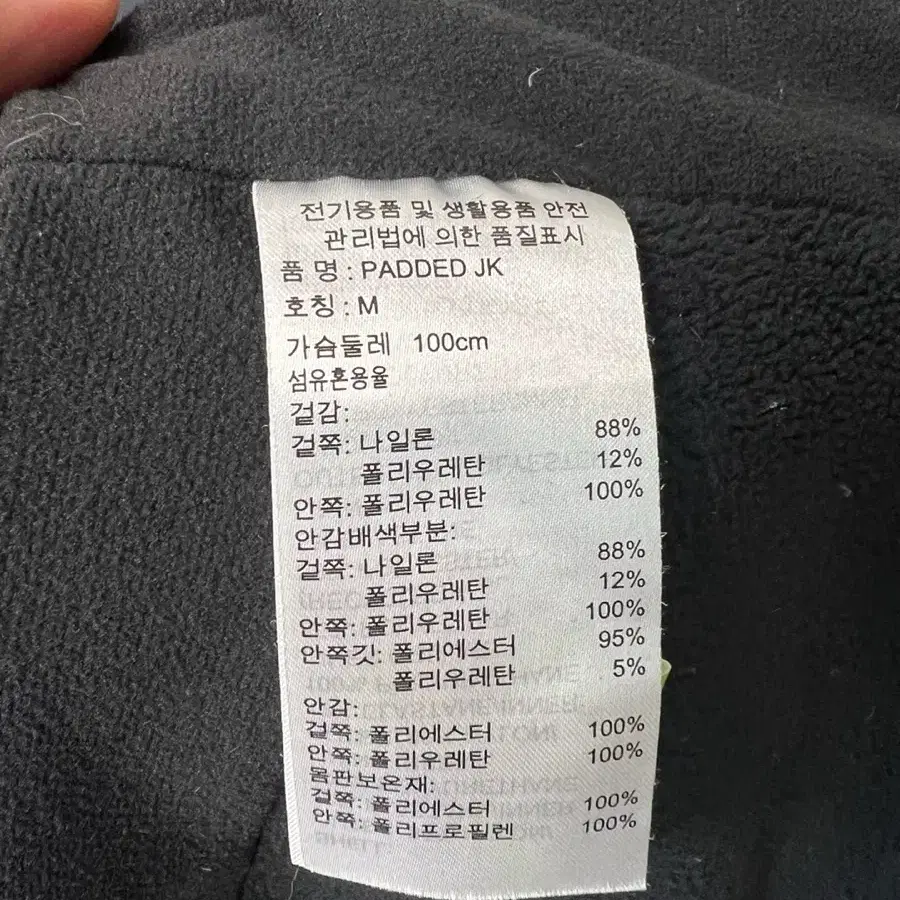 전기용품 및 생활용품 안전
관리법에 의한 품질표시
품 명 : PADDED JK
호칭 : M
가슴둘레 100cm
섬유혼용율
겉감:
겉쪽: 나일론 88%
폴리우레탄 12%
안쪽: 폴리우레탄 100%
안감배색부분:
겉쪽: 나일론 88%
폴리우레탄 12%
안쪽: 폴리우레탄 100%
안쪽깃: 폴리에스터 95%
폴리우레탄 5%
안감:
겉쪽: 폴리에스터 100%
안쪽: 폴리우레탄 100%
몸판보온재:
겉쪽: 폴리에스터 100%
안쪽: 폴리프로필렌 100%